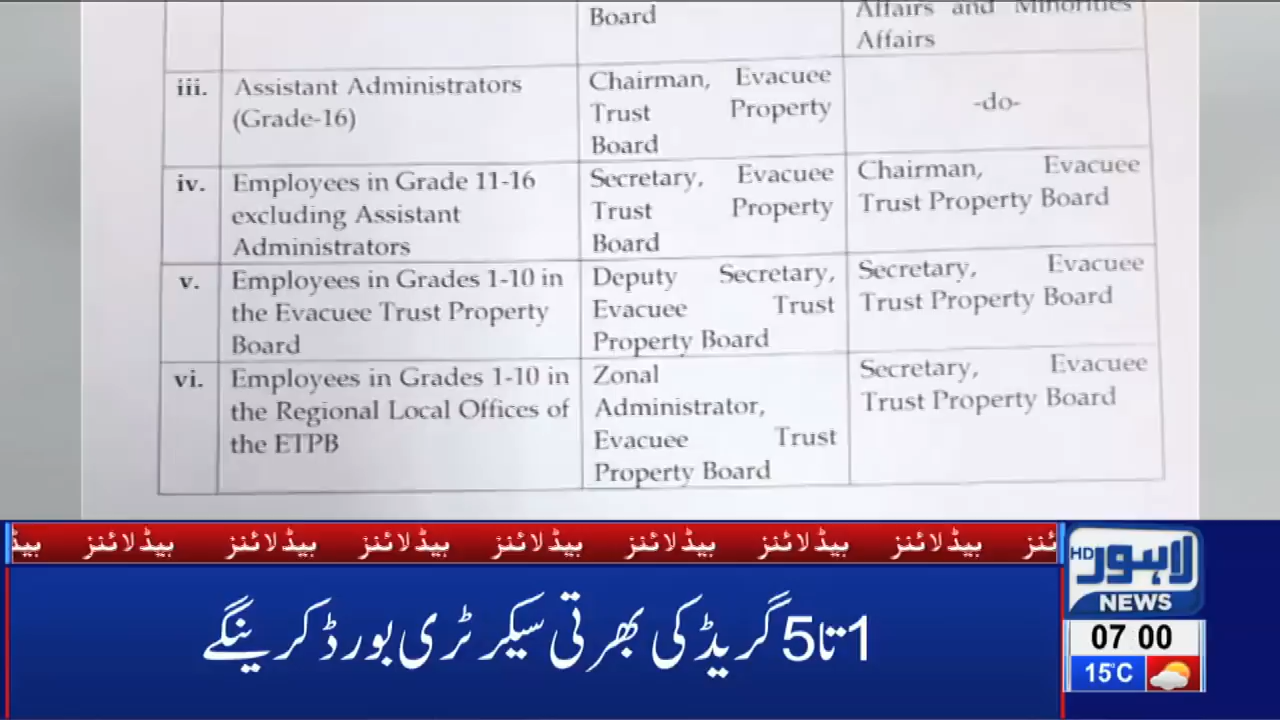 Board
Affairs and Minorities
Affairs
iii.
Assistant Administrators
(Grade-16)
Chairman, Evacuee
Trust Property
Board
-do-
iv.
Employees in Grade 11-16
excluding Assistant
Administrators
Secretary, Evacuee
Trust Property
Board
Chairman, Evacuee
Trust Property Board
v.
Employees in Grades 1-10 in
the Evacuee Trust Property
Board
Deputy Secretary,
Evacuee Trust
Property Board
Secretary, Evacuee
Trust Property Board
vi.
Employees in Grades 1-10 in
the Regional Local Offices of
the ETPB
Zonal
Administrator,
Evacuee Trust
Property Board
Secretary, Evacuee
Trust Property Board
ہیڈلائنز ہیڈلائنز ہیڈلائنز ہیڈلائنز ہیڈلائنز ہیڈلائنز ہیڈلائنز
1تا5 گریڈ کی بھرتی سیکرٹری بورڈ کرینگے
HD لاہور
NEWS
07 00
15°C